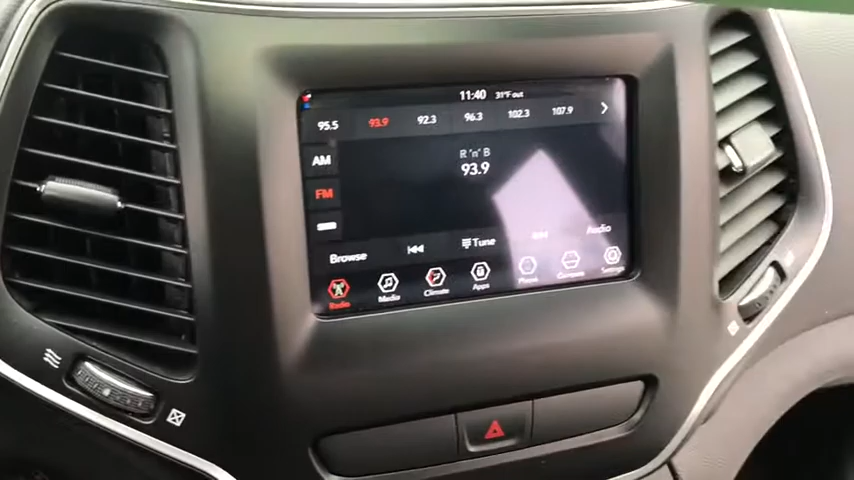 11:40 31°F out
95.5 93.9 92.3 96.3 102.3 107.9
AM
R 'n' B
93.9
FM
Browse Tune Audio
Radio Media Climate Apps Phone Settings